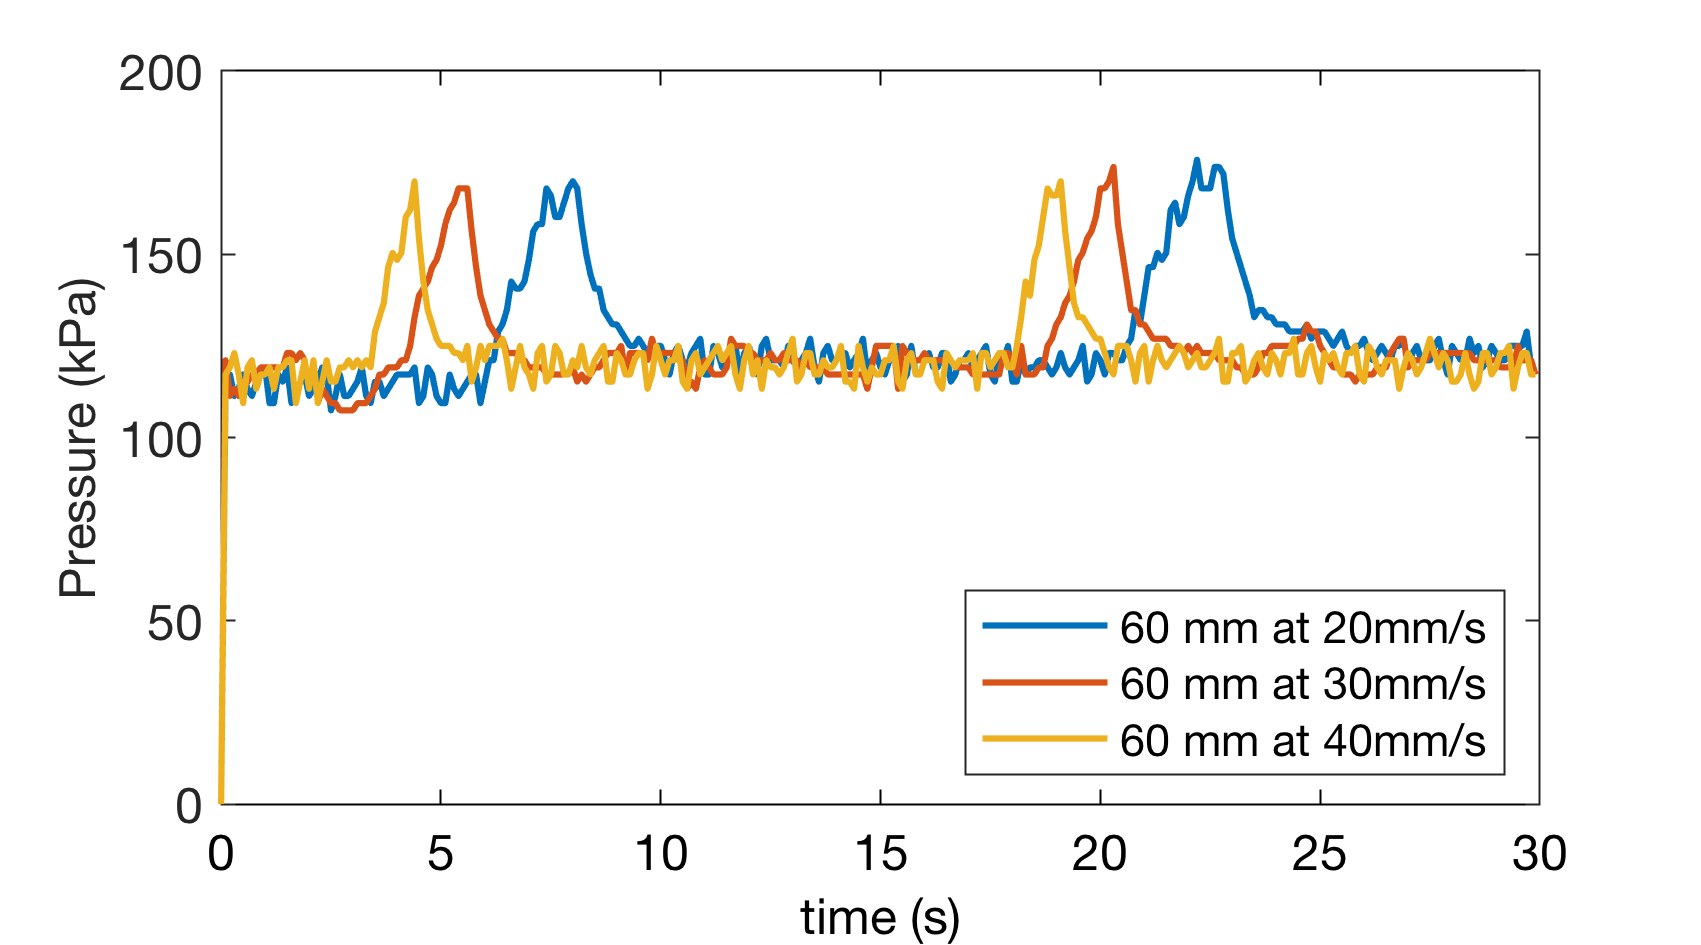 200
150
100
50
0
Pressure (kPa)
60 mm at 20mm/s
60 mm at 30mm/s
60 mm at 40mm/s
0 5 10 15 20 25 30
time (s)